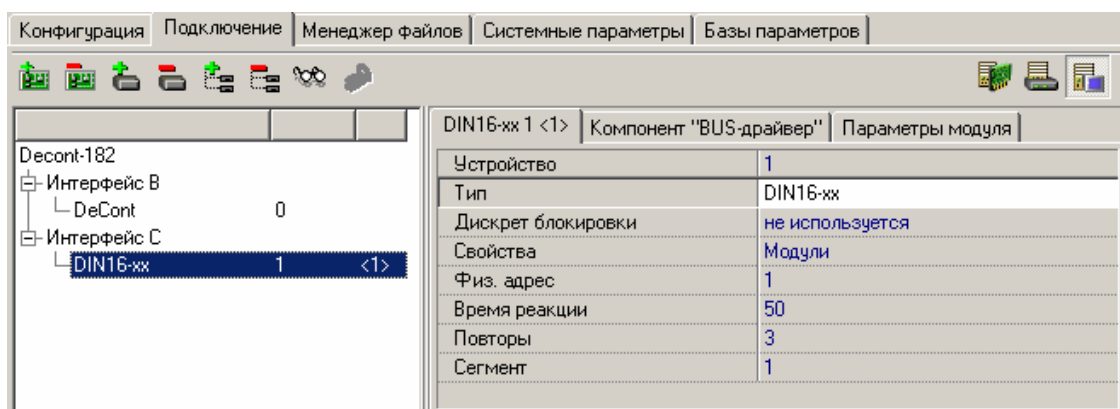 Конфигурация Подключение Менеджер файлов Системные параметры Базы параметров
Decont-182
Интерфейс B
DeCont 0
Интерфейс C
DIN16-xx 1 <1>
DIN16-xx 1 <1> Компонент "BUS-драйвер" Параметры модуля
Устройство 1
Тип DIN16-xx
Дискрет блокировки не используется
Свойства Модули
Физ. адрес 1
Время реакции 50
Повторы 3
Сегмент 1